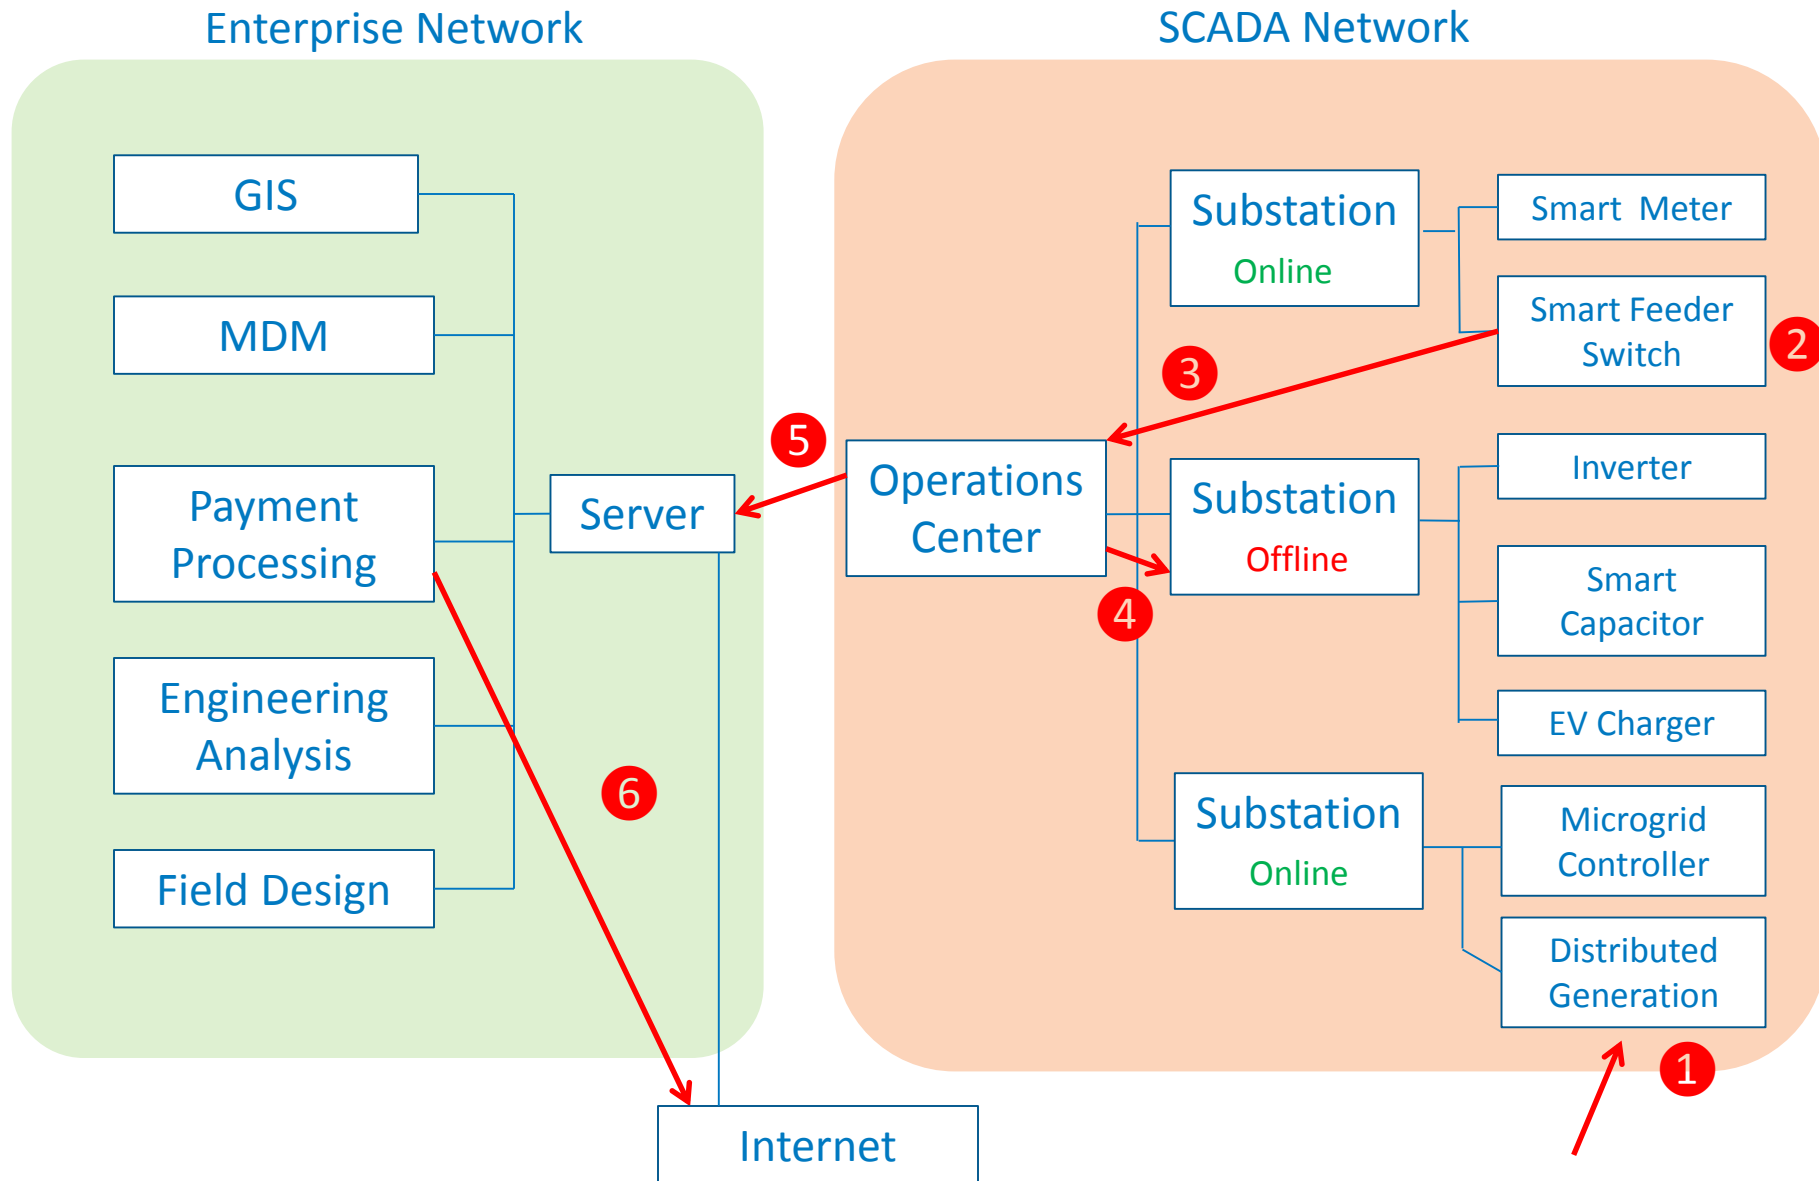 Enterprise Network
GIS
MDM
Payment
Processing
Engineering
Analysis
Field Design
Server
5
6
Internet
SCADA Network
Operations
Center
3
4
Substation
Online
Substation
Offline
Substation
Online
Smart  Meter
Smart Feeder
Switch
2
Inverter
Smart
Capacitor
EV Charger
Microgrid
Controller
Distributed
Generation
1